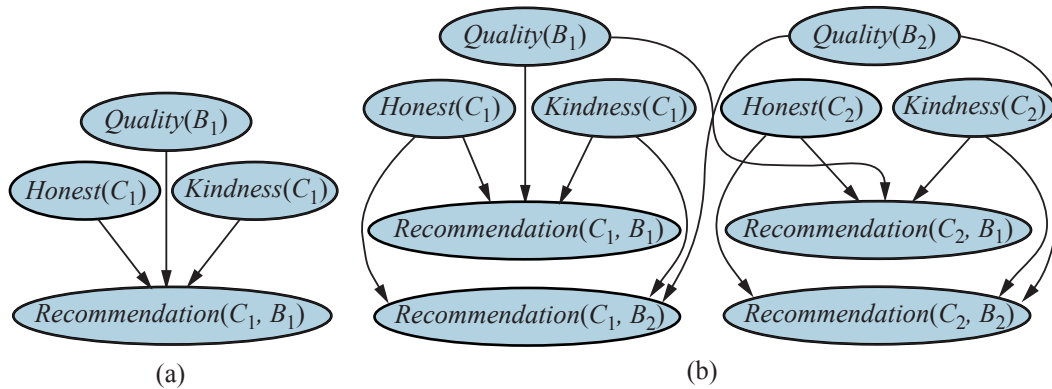 Quality(B₁)
Honest(C₁)
Kindness(C₁)
Recommendation(C₁, B₁)
(a)
Quality(B₁)
Quality(B₂)
Honest(C₁)
Kindness(C₁)
Honest(C₂)
Kindness(C₂)
Recommendation(C₁, B₁)
Recommendation(C₂, B₁)
Recommendation(C₁, B₂)
Recommendation(C₂, B₂)
(b)